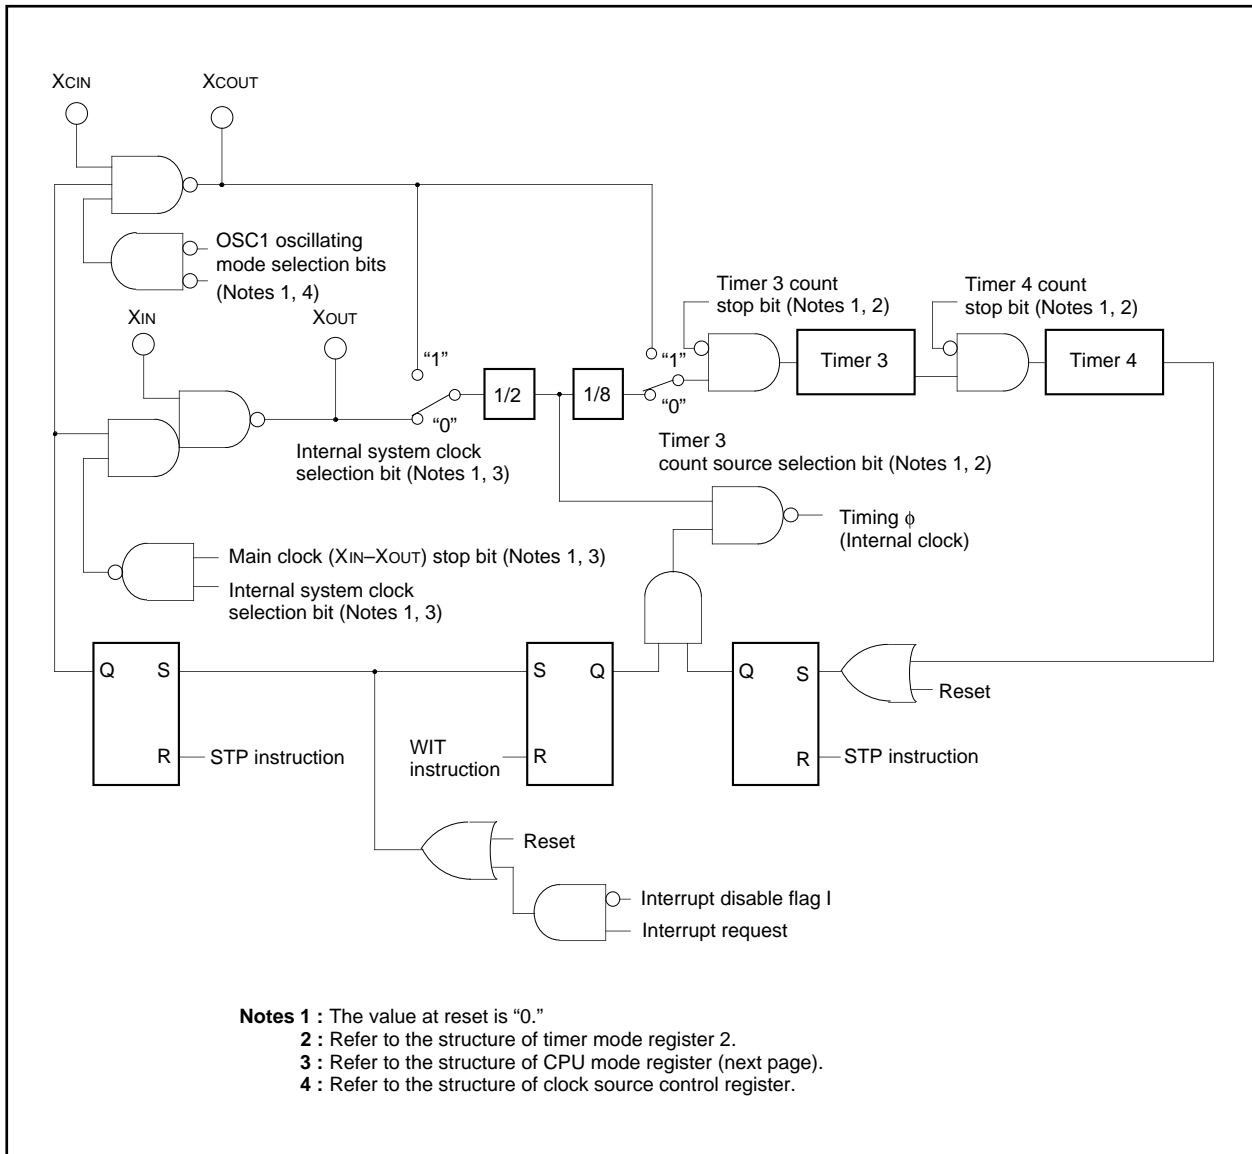 XCIN
XCOUT
OSC1 oscillating
mode selection bits
(Notes 1, 4)
XIN
XOUT
“1”
“0”
Internal system clock
selection bit (Notes 1, 3)
1/2
1/8
“1”
“0”
Timer 3 count
stop bit (Notes 1, 2)
Timer 3
Timer 4 count
stop bit (Notes 1, 2)
Timer 4
Timer 3
count source selection bit (Notes 1, 2)
Timing ϕ
(Internal clock)
Main clock (XIN–XOUT) stop bit (Notes 1, 3)
Internal system clock
selection bit (Notes 1, 3)
Q
S
R
STP instruction
S
Q
R
WIT
instruction
Q
S
R
STP instruction
Reset
Reset
Interrupt disable flag I
Interrupt request
Notes 1 : The value at reset is “0.”
2 : Refer to the structure of timer mode register 2.
3 : Refer to the structure of CPU mode register (next page).
4 : Refer to the structure of clock source control register.